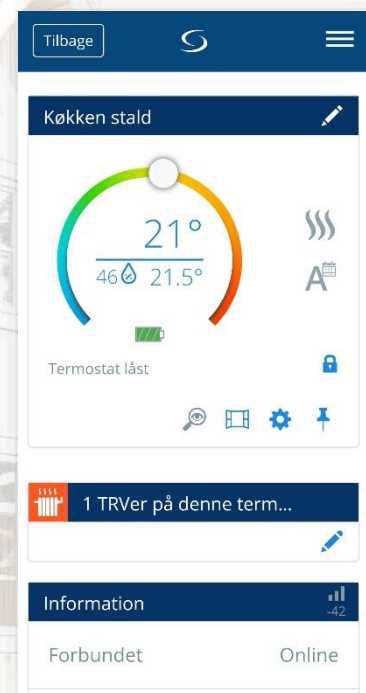 Tilbage
Køkken stald
21°
46 21.5°
A
Termostat låst
1 TRVer på denne term...
Information
-42
Forbundet Online